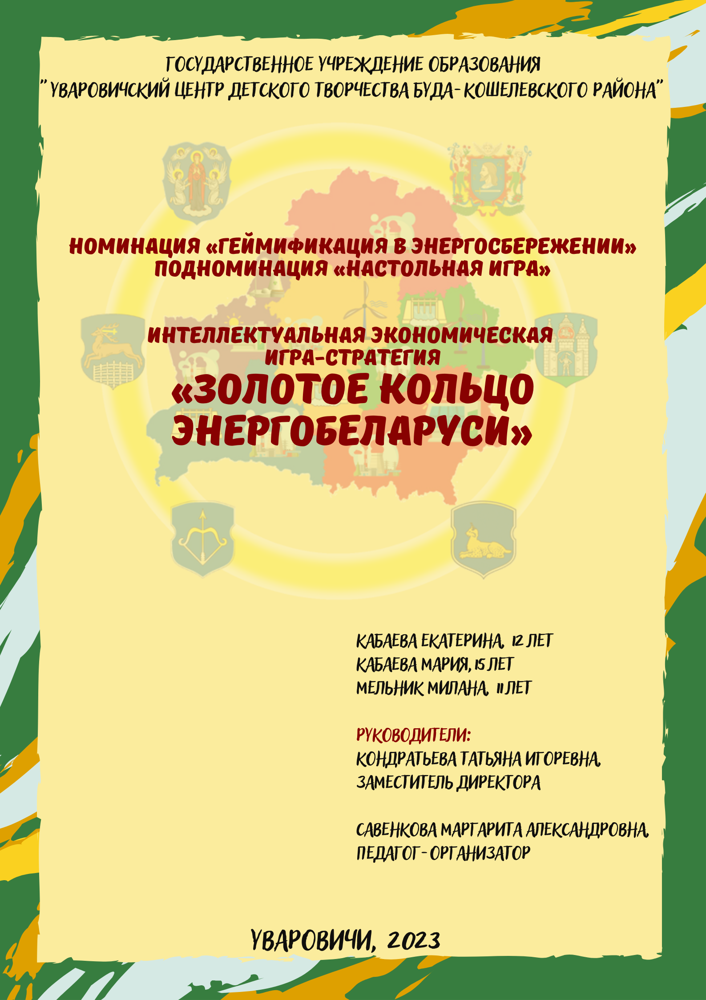 ГОСУДАРСТВЕННОЕ УЧРЕЖДЕНИЕ ОБРАЗОВАНИЯ
"УВАРОВИЧСКИЙ ЦЕНТР ДЕТСКОГО ТВОРЧЕСТВА БУДА-КОШЕЛЕВСКОГО РАЙОНА"
НОМИНАЦИЯ «ГЕЙМИФИКАЦИЯ В ЭНЕРГОСБЕРЕЖЕНИИ»
ПОДНОМИНАЦИЯ «НАСТОЛЬНАЯ ИГРА»
ИНТЕЛЛЕКТУАЛЬНАЯ ЭКОНОМИЧЕСКАЯ
ИГРА-СТРАТЕГИЯ
«ЗОЛОТОЕ КОЛЬЦО
ЭНЕРГОБЕЛАРУСИ»
КАБАЕВА ЕКАТЕРИНА, 12 ЛЕТ
КАБАЕВА МАРИЯ, 15 ЛЕТ
МЕЛЬНИК МИЛАНА, 11 ЛЕТ
РУКОВОДИТЕЛИ:
КОНДРАТЬЕВА ТАТЬЯНА ИГОРЕВНА,
ЗАМЕСТИТЕЛЬ ДИРЕКТОРА
САВЕНКОВА МАРГАРИТА АЛЕКСАНДРОВНА,
ПЕДАГОГ-ОРГАНИЗАТОР
УВАРОВИЧИ, 2023